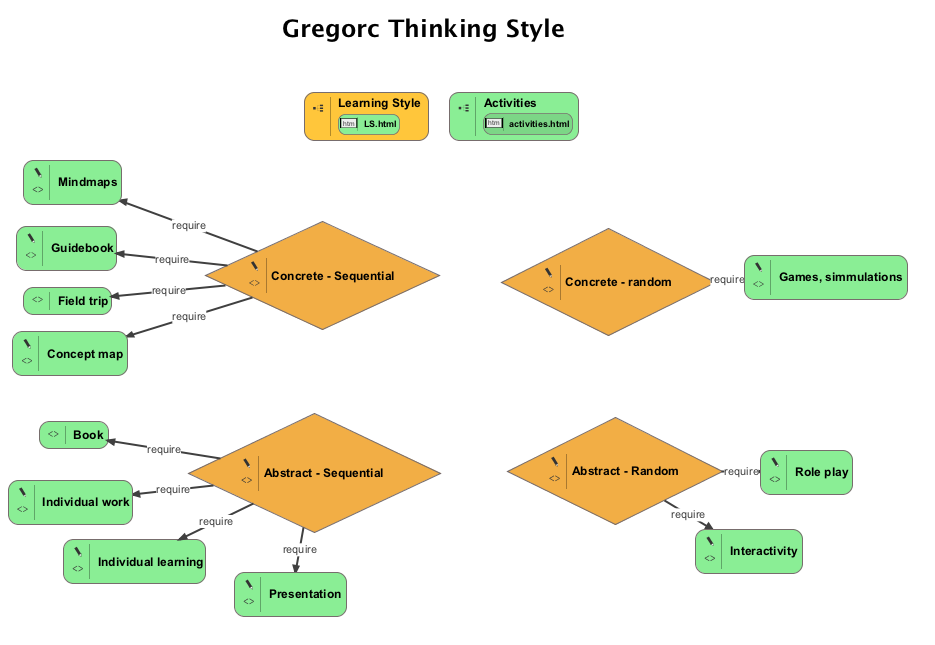 Gregorc Thinking Style
Learning Style
htm LS.html
Activities
htm activities.html
Mindmaps
require
Guidebook
require
<> Concrete - Sequential
Field trip
require
Concept map
require
<> Concrete - random
require
Games, simmulations
Book
require
Abstract - Sequential
Individual work
require
Individual learning
require
require
Presentation
Abstract - Random
require
Role play
require
Interactivity